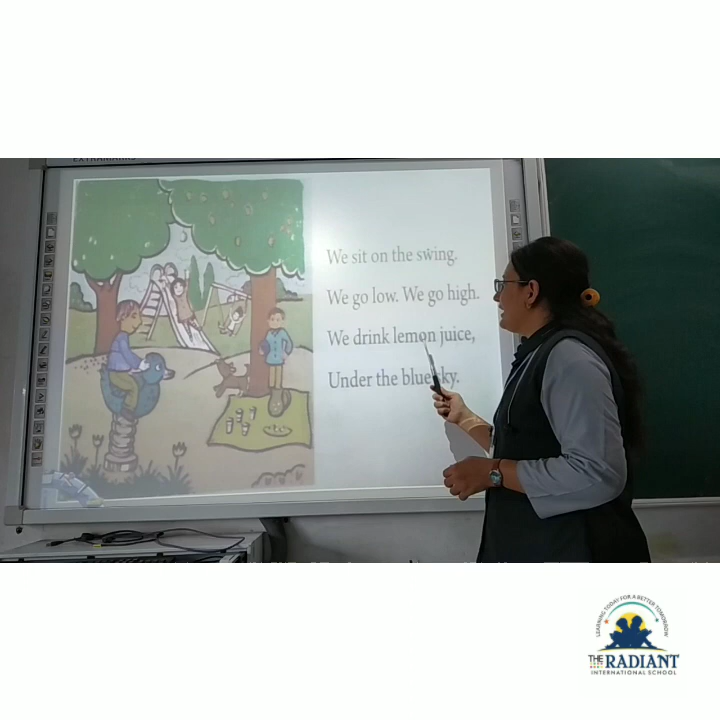 EXTRAMARKS
We sit on the swing.
We go low. We go high.
We drink lemon juice,
Under the blue sky.
LEARNING TODAY FOR A BETTER TOMORROW
THE RADIANT
INTERNATIONAL SCHOOL